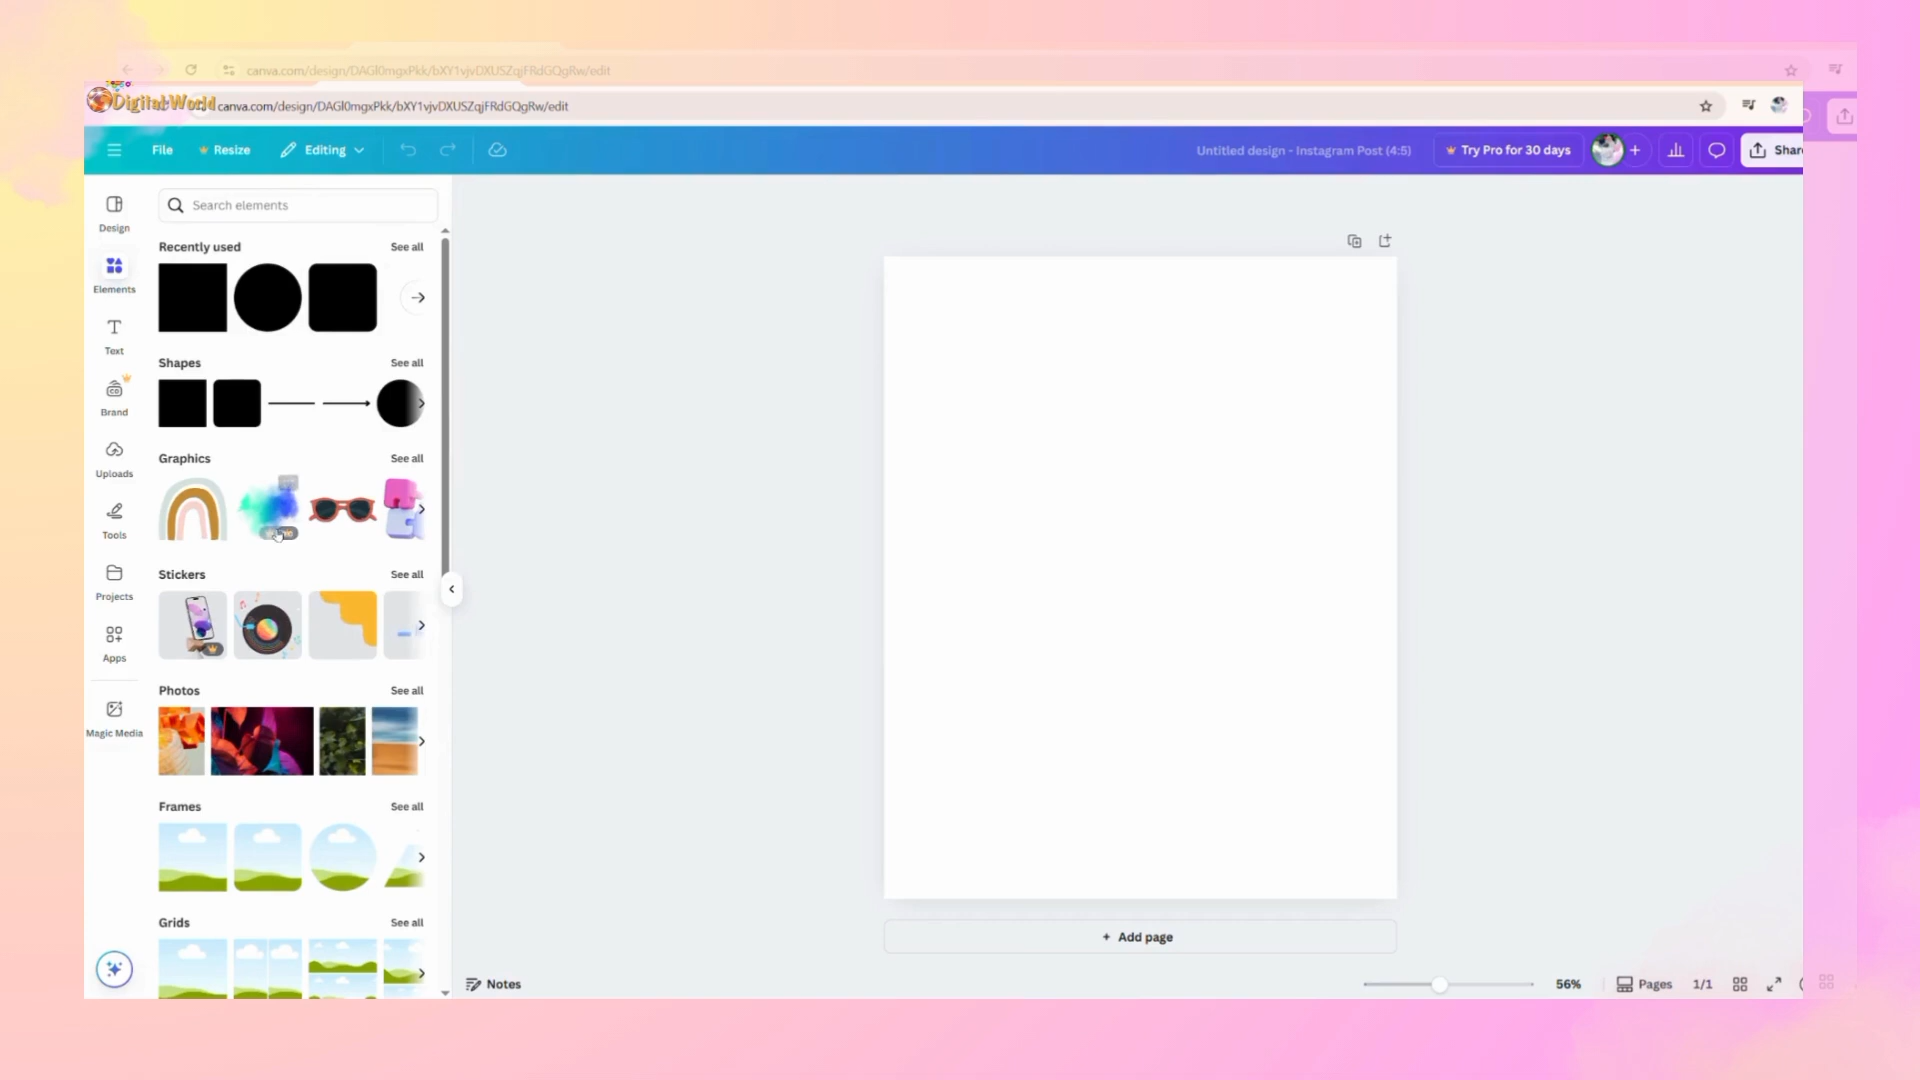 canva.com/design/DAGl0mgxPkk/bXY1vjvDXUSZqjFRdGQgRw/edit
Digital World canva.com/design/DAGl0mgxPkk/bXY1vjvDXUSZqjFRdGQgRw/edit
File Resize Editing Untitled design - Instagram Post (4:5) Try Pro for 30 days Shar
Design
Elements
Text
Brand
Uploads
Tools
Projects
Apps
Magic Media
Search elements
Recently used See all
Shapes See all
Graphics See all
Stickers See all
Photos See all
Frames See all
Grids See all
+ Add page
Notes 56% Pages 1/1